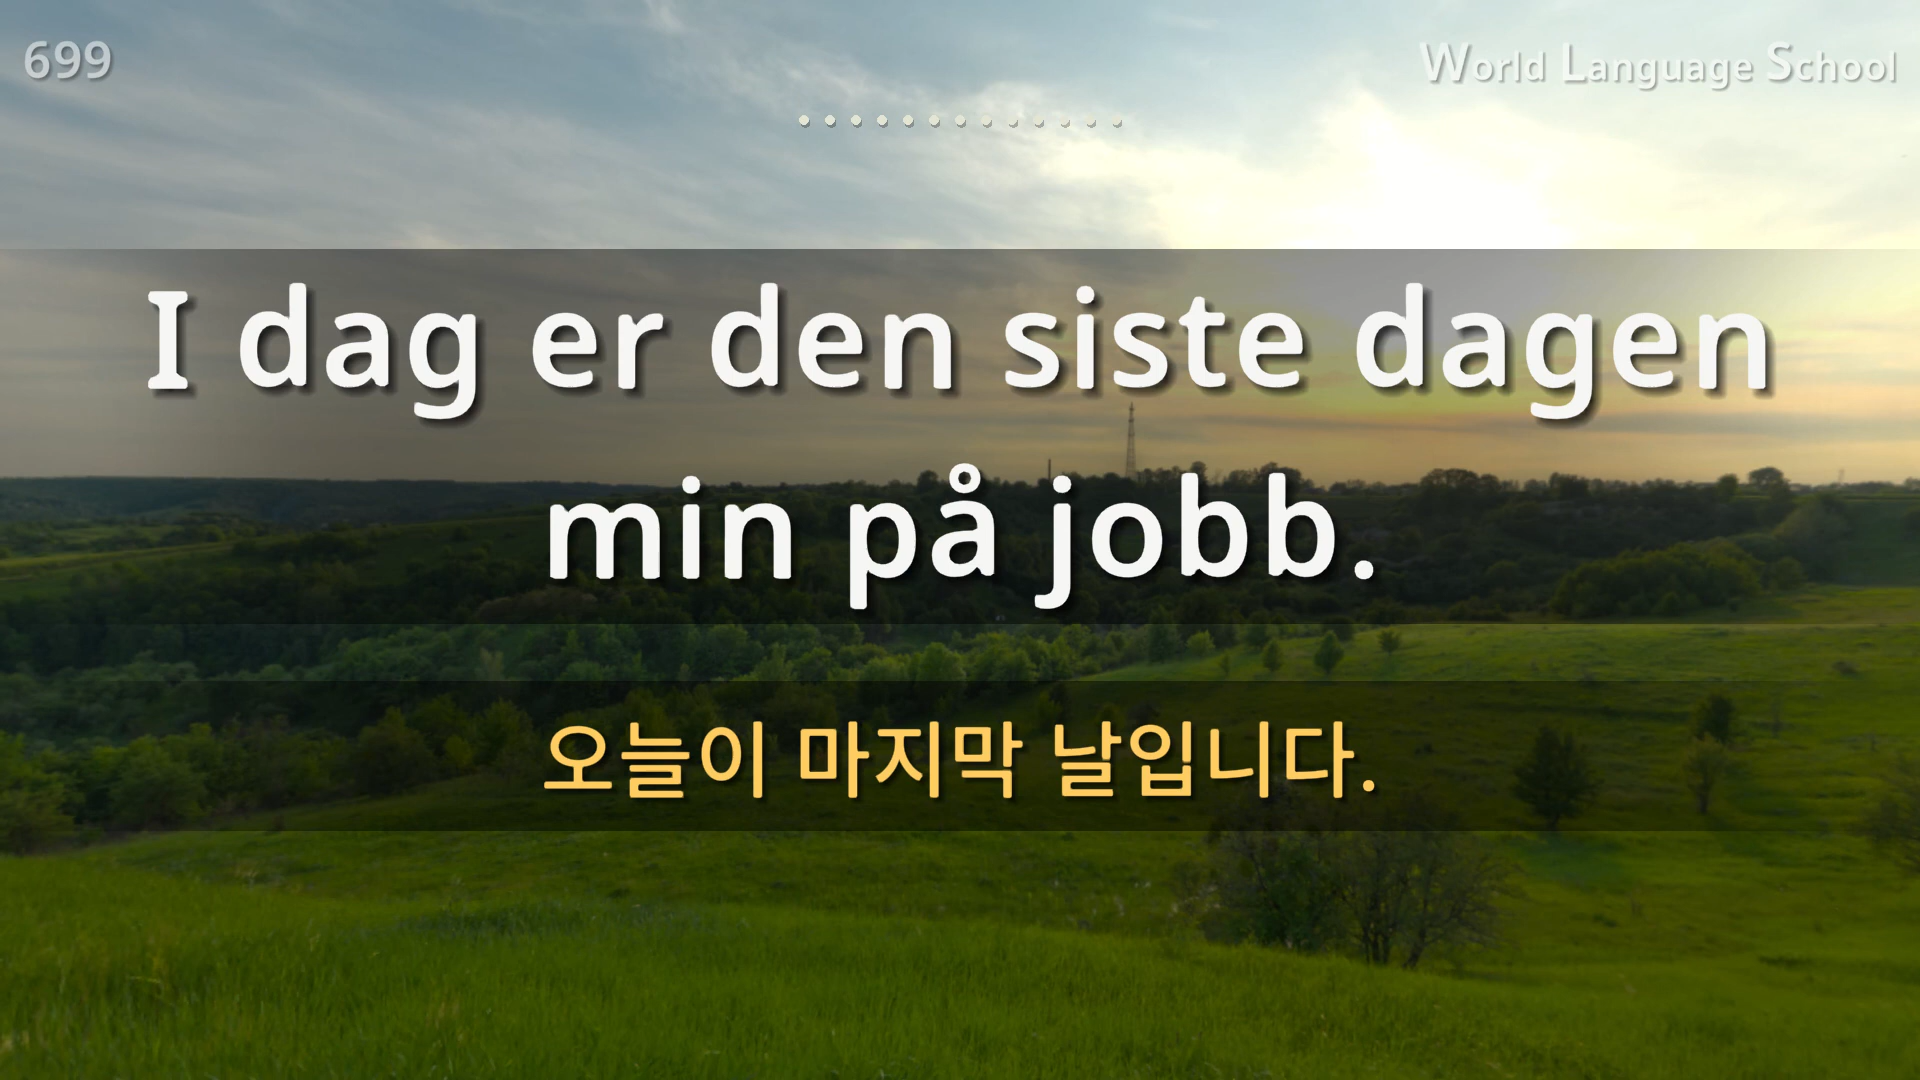 699
World Language School
I dag er den siste dagen
min på jobb.
오늘이 마지막 날입니다.